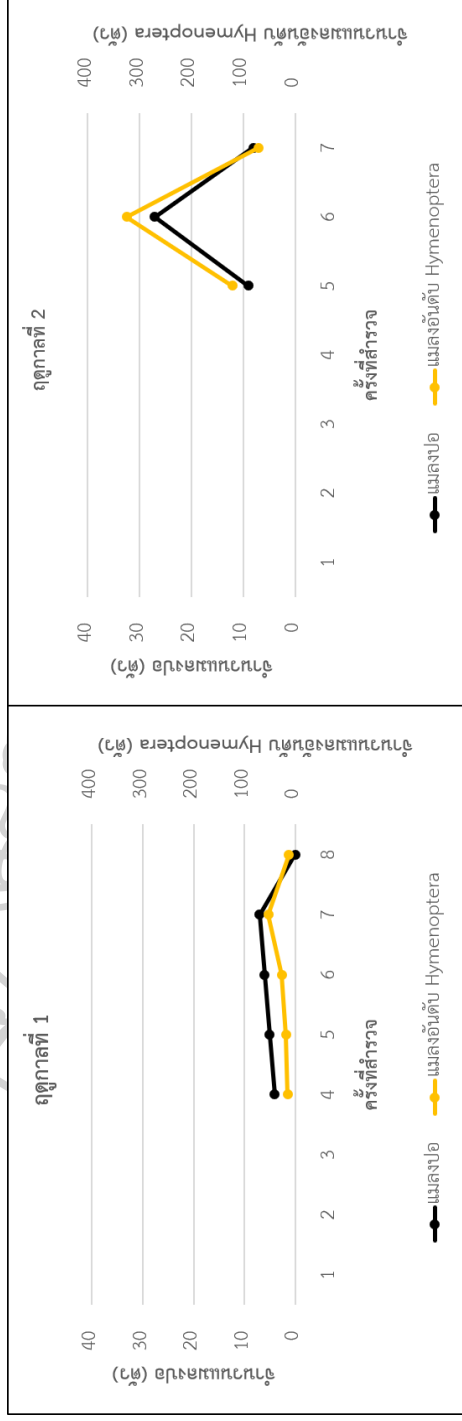 ฤดูกาลที่ 1
จำนวนแมลงปอ (ตัว)
40
30
20
10
0
จำนวนแมลงอันดับ Hymenoptera (ตัว)
400
300
200
100
0
1 2 3 4 5 6 7 8
ครั้งที่สำรวจ
แมลงปอ แมลงอันดับ Hymenoptera
ฤดูกาลที่ 2
จำนวนแมลงปอ (ตัว)
40
30
20
10
0
จำนวนแมลงอันดับ Hymenoptera (ตัว)
400
300
200
100
0
1 2 3 4 5 6 7
ครั้งที่สำรวจ
แมลงปอ แมลงอันดับ Hymenoptera